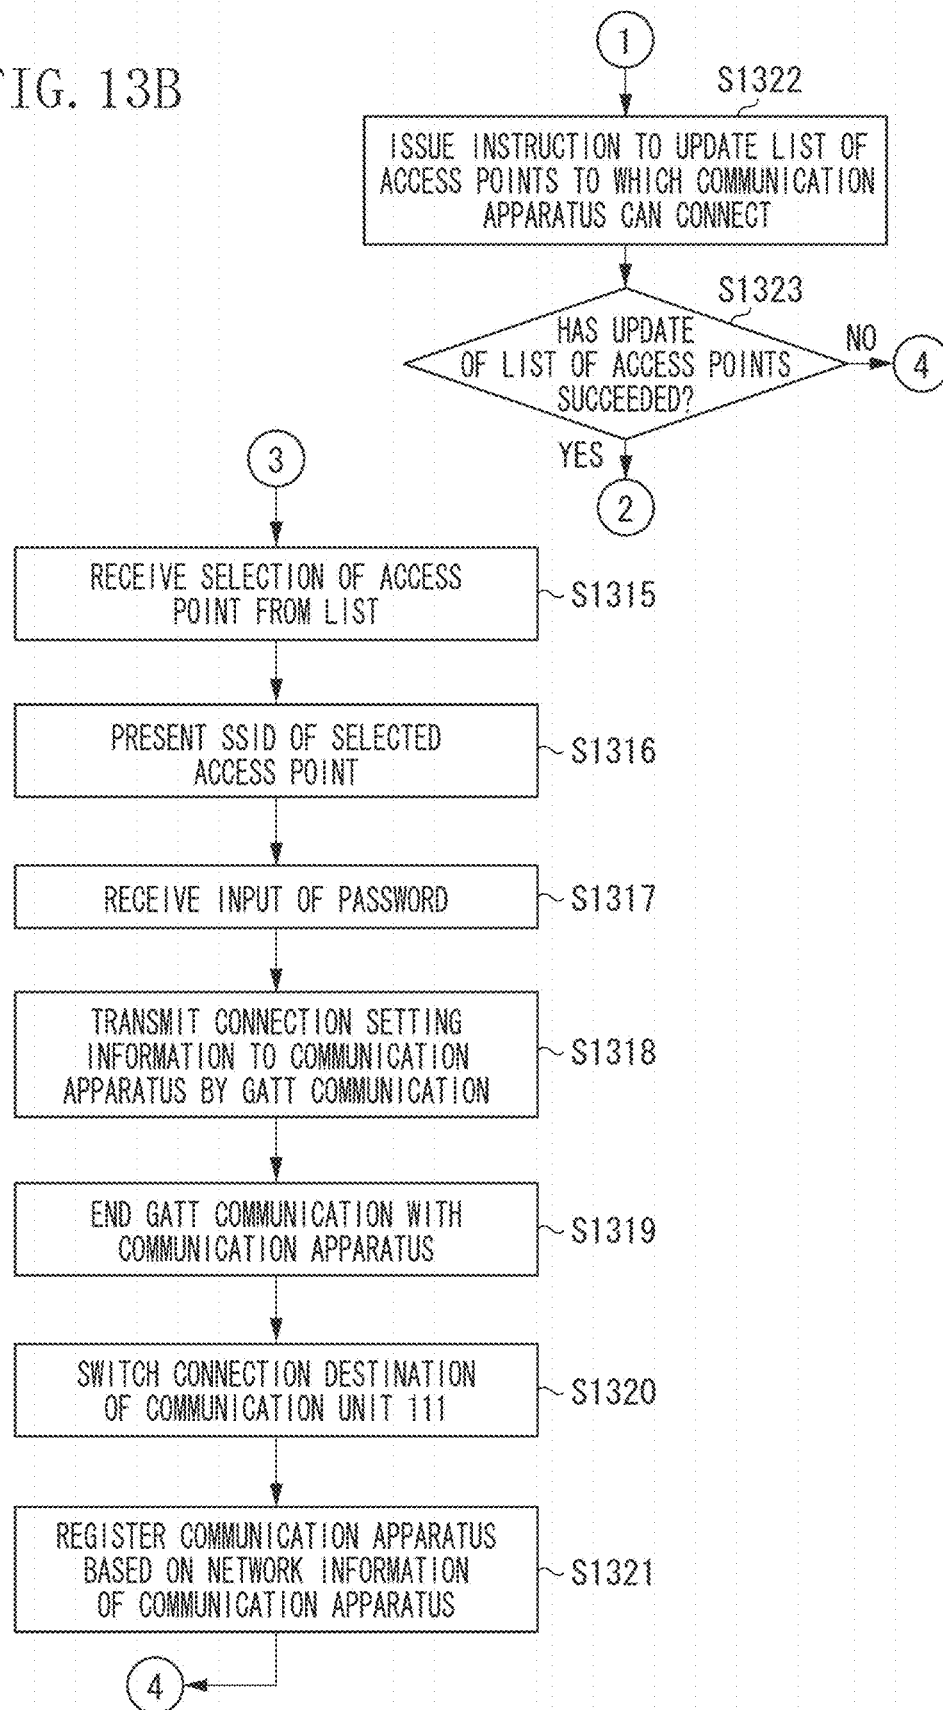 FIG. 13B
1
S1322
ISSUE INSTRUCTION TO UPDATE LIST OF
ACCESS POINTS TO WHICH COMMUNICATION
APPARATUS CAN CONNECT
S1323
HAS UPDATE
OF LIST OF ACCESS POINTS
SUCCEEDED?
NO
4
YES
2
3
RECEIVE SELECTION OF ACCESS
POINT FROM LIST
S1315
PRESENT SSID OF SELECTED
ACCESS POINT
S1316
RECEIVE INPUT OF PASSWORD
S1317
TRANSMIT CONNECTION SETTING
INFORMATION TO COMMUNICATION
APPARATUS BY GATT COMMUNICATION
S1318
END GATT COMMUNICATION WITH
COMMUNICATION APPARATUS
S1319
SWITCH CONNECTION DESTINATION
OF COMMUNICATION UNIT 111
S1320
REGISTER COMMUNICATION APPARATUS
BASED ON NETWORK INFORMATION
OF COMMUNICATION APPARATUS
S1321
4